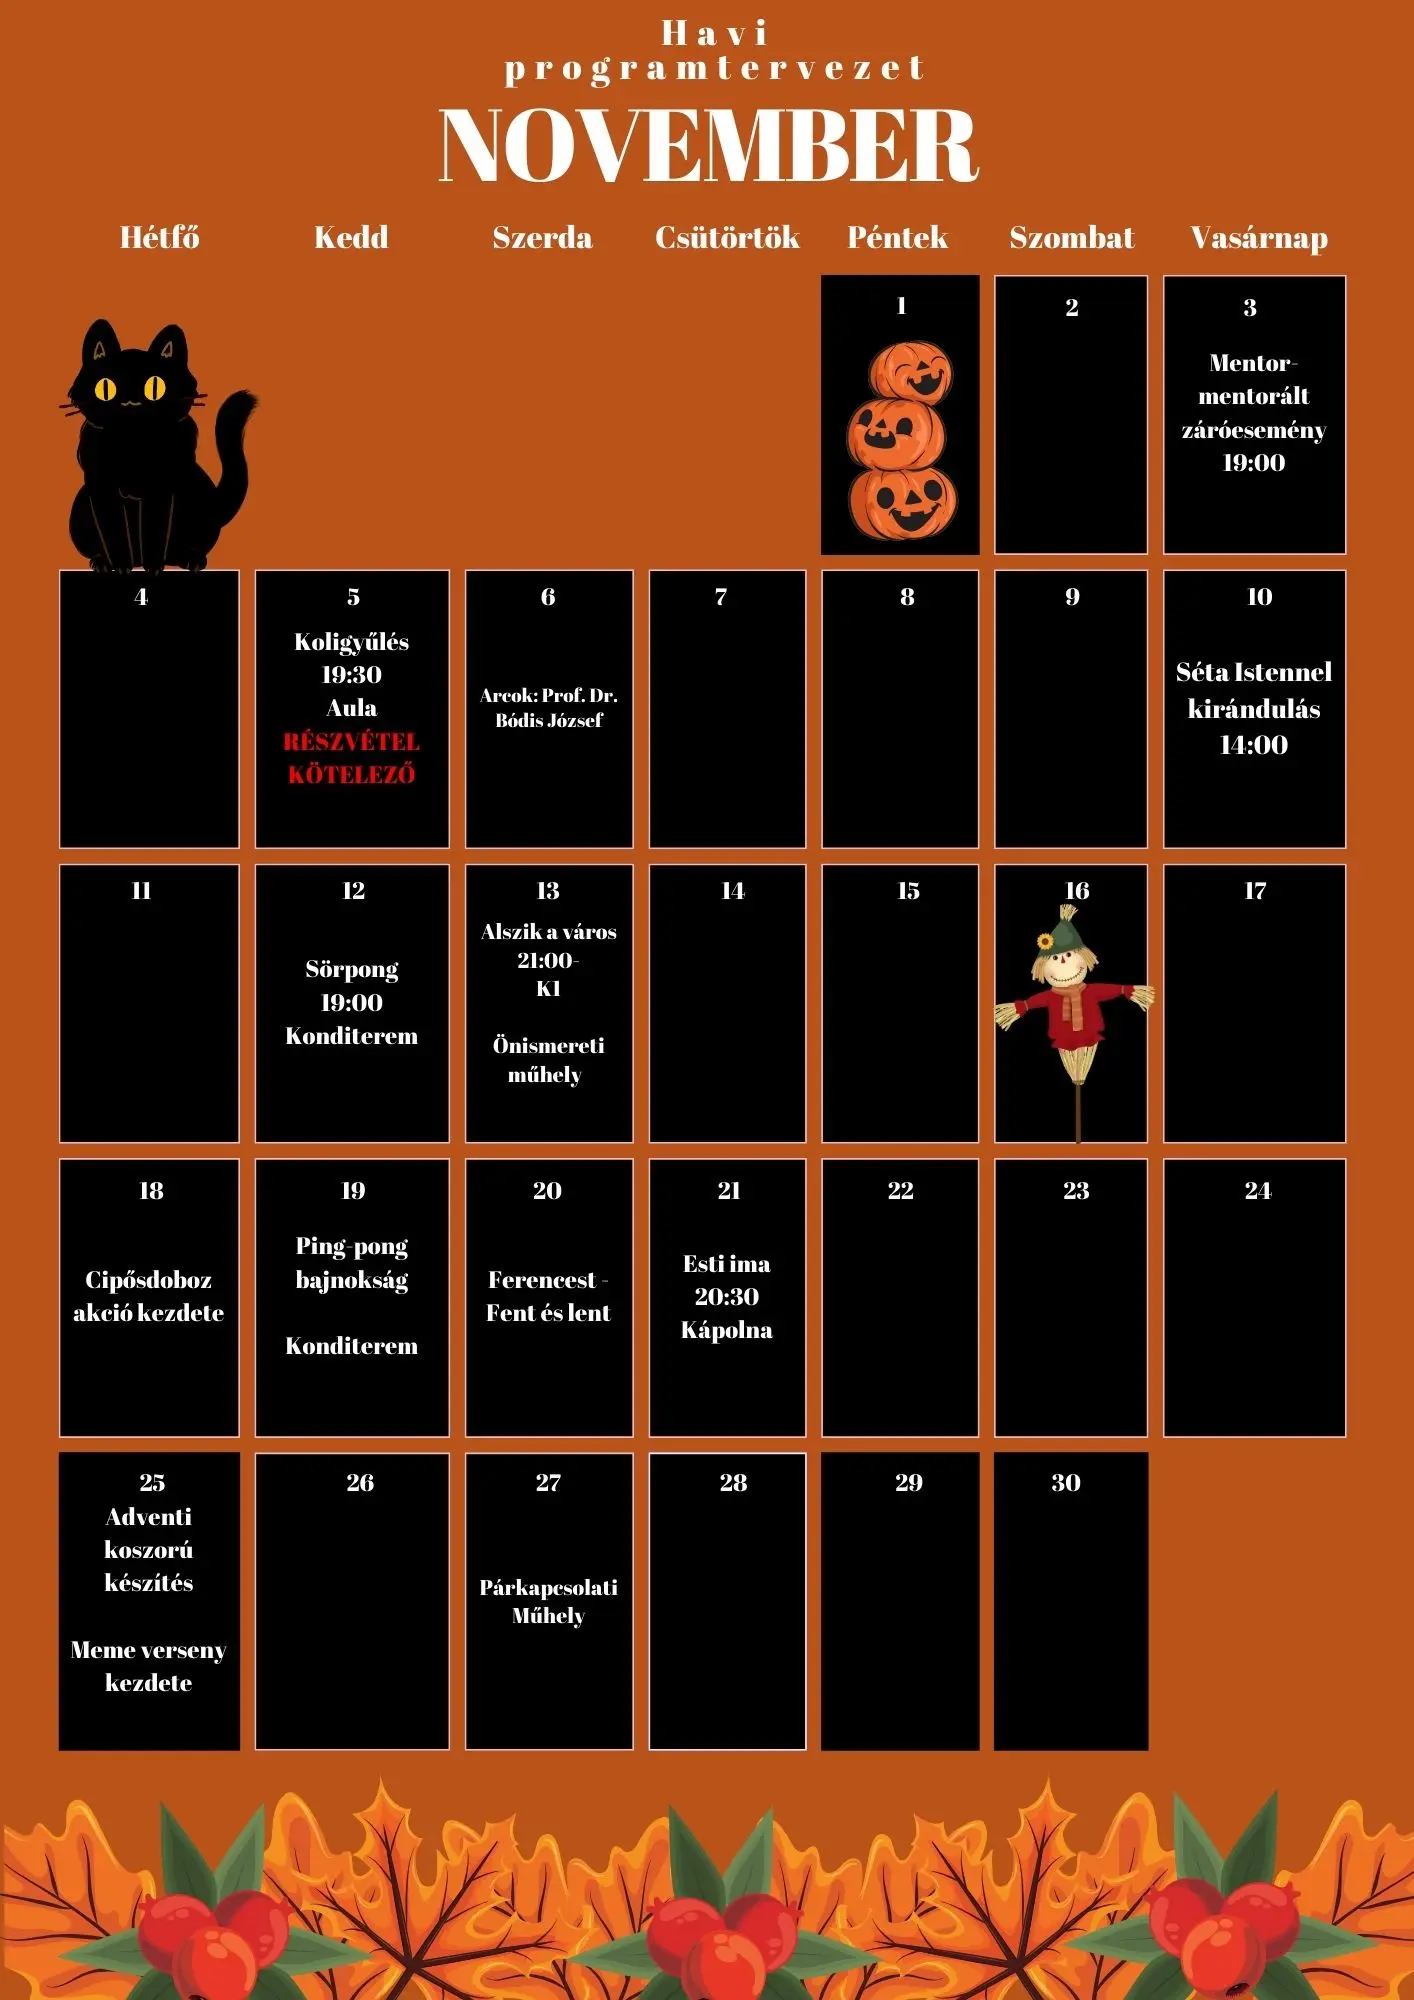 Havi
programtervezet
NOVEMBER
Hétfő Kedd Szerda Csütörtök Péntek Szombat Vasárnap
1
2
3
Mentor-
mentorált
záróesemény
19:00
4
5
Koligyűlés
19:30
Aula
RÉSZVÉTEL
KÖTELEZŐ
6
Arcok: Prof. Dr.
Bódis József
7
8
9
10
Séta Istennel
kirándulás
14:00
11
12
Sörpong
19:00
Konditerem
13
Alszik a város
21:00-
K1
Önismereti
műhely
14
15
16
17
18
Cipősdoboz
akció kezdete
19
Ping-pong
bajnokság
Konditerem
20
Ferencest -
Fent és lent
21
Esti ima
20:30
Kápolna
22
23
24
25
Adventi
koszorú
készítés
Meme verseny
kezdete
26
27
Párkapcsolati
Műhely
28
29
30